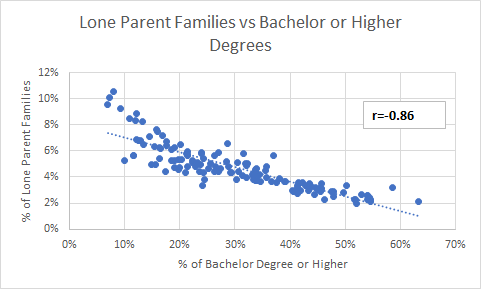 Lone Parent Families vs Bachelor or Higher
Degrees
12%
10%
8%
6%
4%
2%
0%
% of Lone Parent Families
r=-0.86
0% 10% 20% 30% 40% 50% 60% 70%
% of Bachelor Degree or Higher